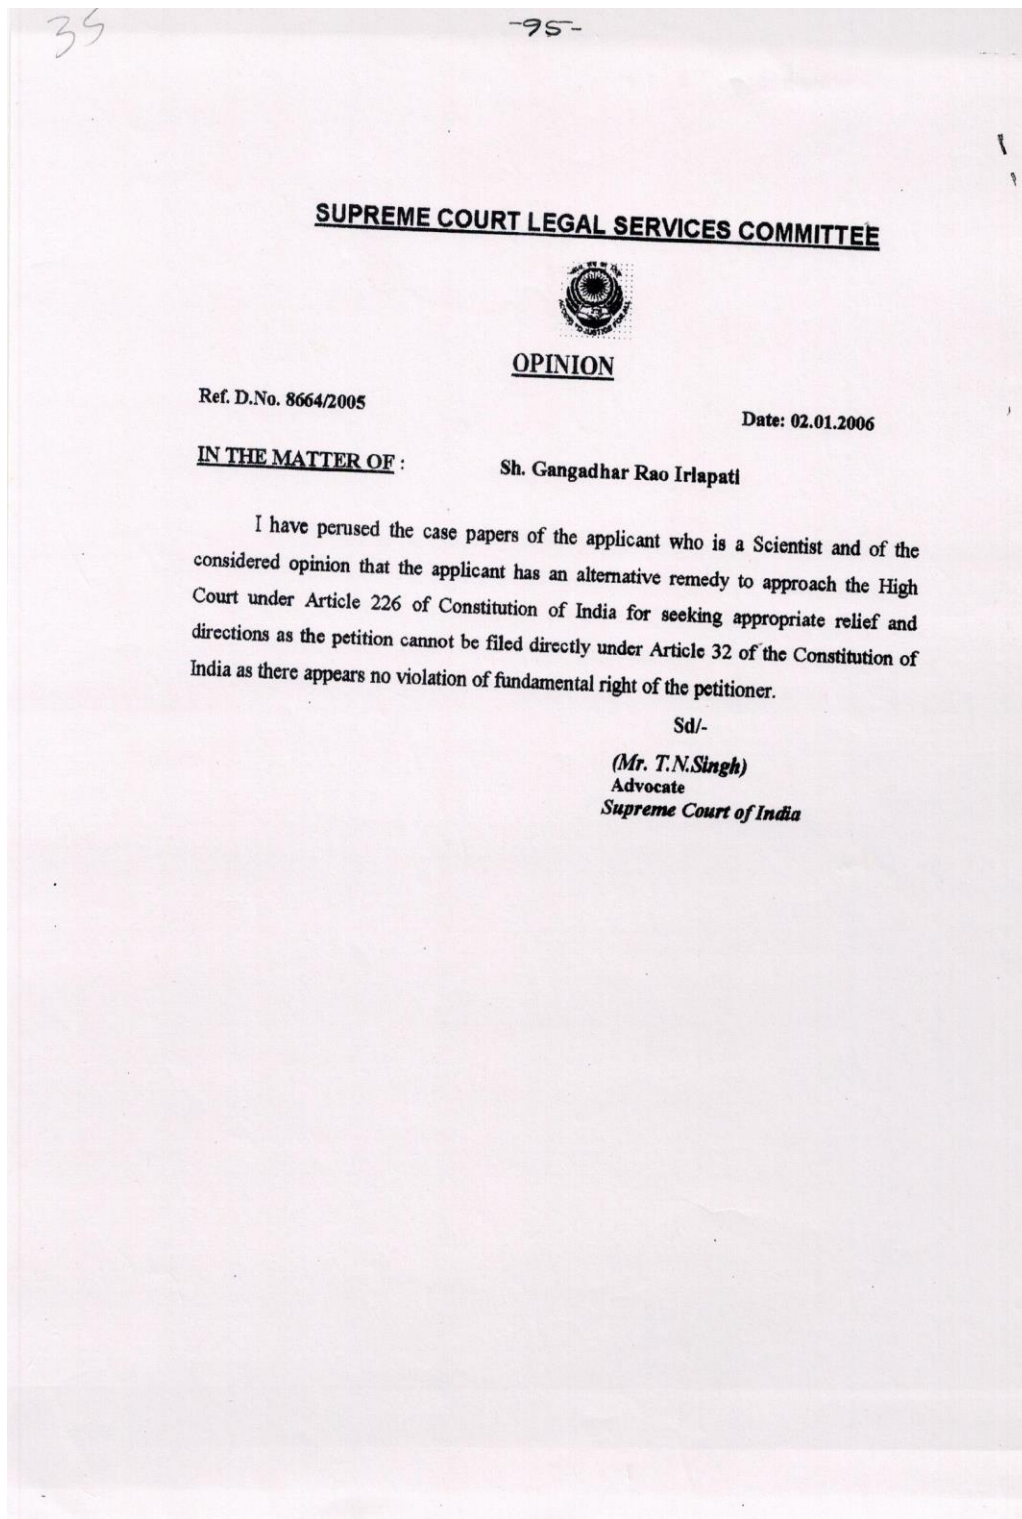 35
-95-
SUPREME COURT LEGAL SERVICES COMMITTEE
ACCESS TO JUSTICE FOR ALL
OPINION
Ref. D.No. 8664/2005
Date: 02.01.2006
IN THE MATTER OF : Sh. Gangadhar Rao Irlapati
I have perused the case papers of the applicant who is a Scientist and of the
considered opinion that the applicant has an alternative remedy to approach the High
Court under Article 226 of Constitution of India for seeking appropriate relief and
directions as the petition cannot be filed directly under Article 32 of the Constitution of
India as there appears no violation of fundamental right of the petitioner.
Sd/-
(Mr. T.N.Singh)
Advocate
Supreme Court of India